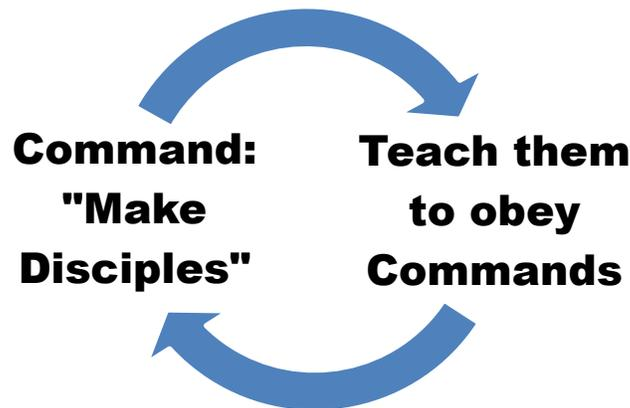 Command:
"Make
Disciples"
Teach them
to obey
Commands